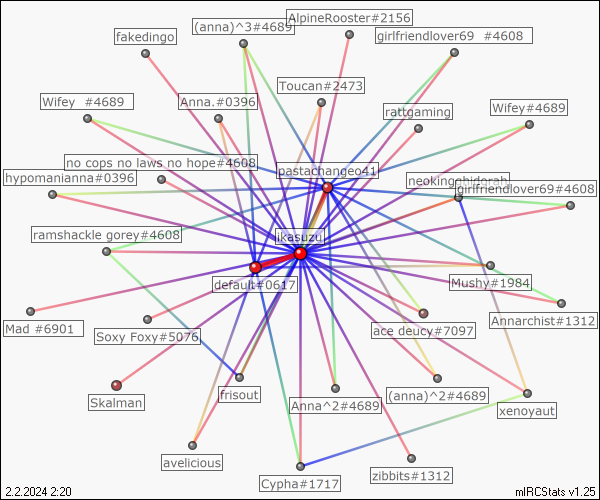 AlpineRooster#2156
(anna)^3#4689
girlfriendlover69 #4608
fakedingo
Toucan#2473
Wifey #4689
Anna.#0396
Wifey#4689
rattgaming
no cops no laws no hope#4608
pastachangeo41
hypomanianna#0396
neokingghidorah
girlfriendlover69#4608
ramshackle gorey#4608
ikasuzu
default#0617
Mushy#1984
Annarchist#1312
Mad #6901
Soxy Foxy#5076
ace deucy#7097
Skalman
frisout
Anna^2#4689
(anna)^2#4689
xenoyaut
avelicious
Cypha#1717
zibbits#1312
2.2.2024 2:20
mIRCStats v1.25